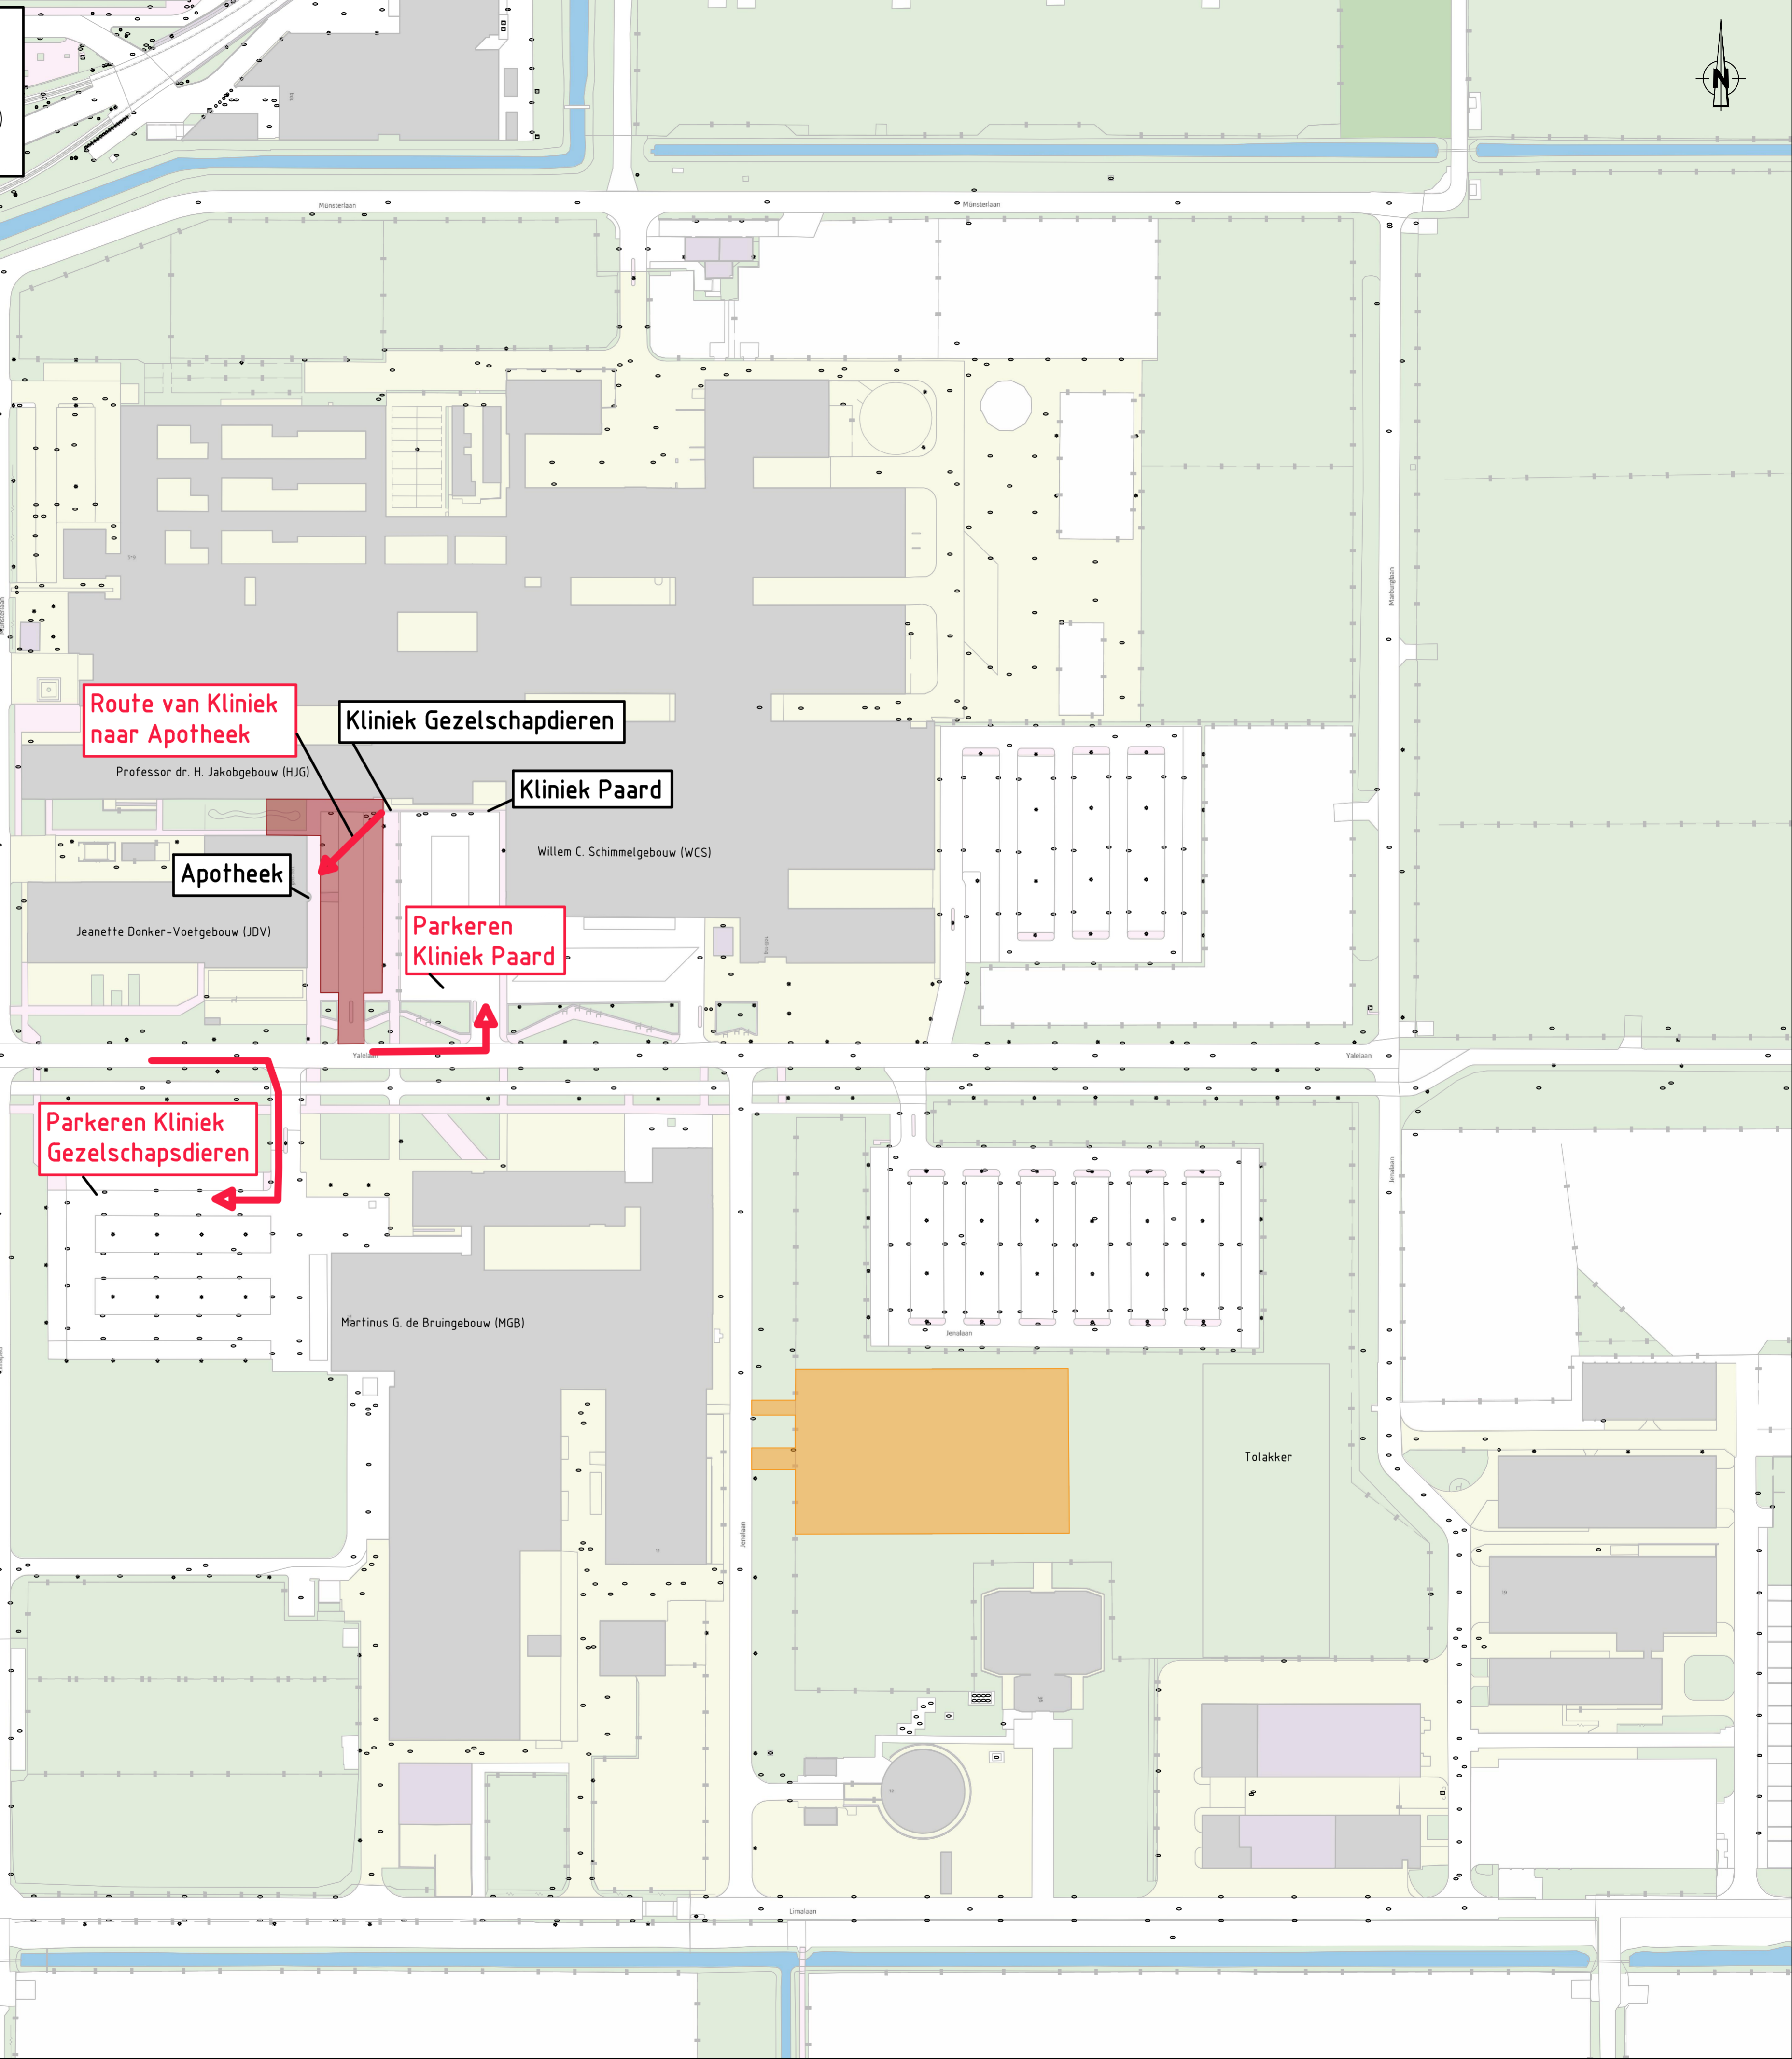 N
Münsterlaan
Münsterlaan
Marburglaan
Route van Kliniek
naar Apotheek
Kliniek Gezelschapdieren
Professor dr. H. Jakobgebouw (HJG)
Kliniek Paard
Willem C. Schimmelgebouw (WCS)
Apotheek
Jeanette Donker-Voetgebouw (JDV)
Parkeren
Kliniek Paard
Yalelaan
Yalelaan
Parkeren Kliniek
Gezelschapsdieren
Jenalaan
Martinus G. de Bruingebouw (MGB)
Jenalaan
Tolakker
Jenalaan
Limalaan